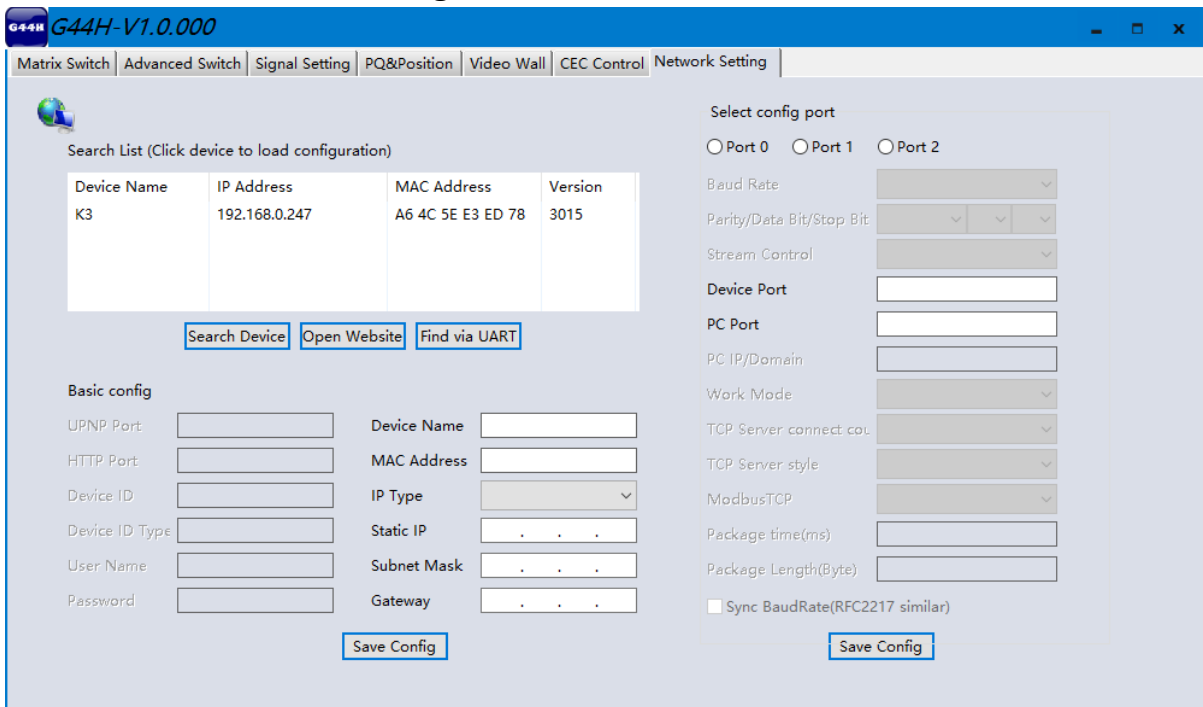 G44H G44H-V1.0.000
Matrix Switch Advanced Switch Signal Setting PQ&Position Video Wall CEC Control Network Setting
Search List (Click device to load configuration)
Device Name IP Address MAC Address Version
K3 192.168.0.247 A6 4C 5E E3 ED 78 3015
Search Device Open Website Find via UART
Basic config
UPNP Port Device Name
HTTP Port MAC Address
Device ID IP Type
Device ID Type Static IP . . .
User Name Subnet Mask . . .
Password Gateway . . .
Save Config
Select config port
Port 0 Port 1 Port 2
Baud Rate
Parity/Data Bit/Stop Bit
Stream Control
Device Port
PC Port
PC IP/Domain
Work Mode
TCP Server connect cou
TCP Server style
ModbusTCP
Package time(ms)
Package Length(Byte)
Sync BaudRate(RFC2217 similar)
Save Config